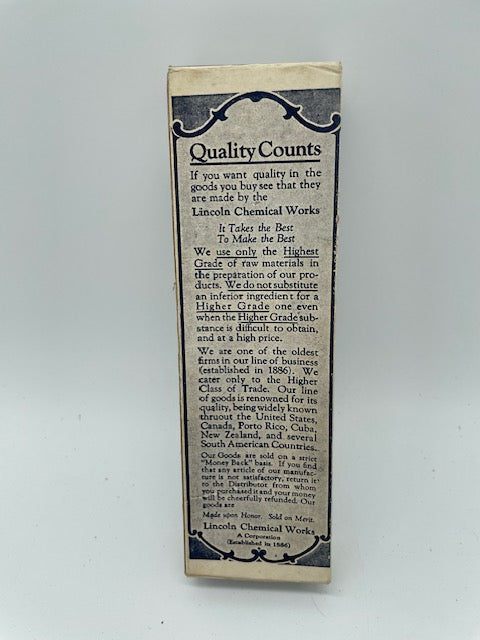 Quality Counts
If you want quality in the
goods you buy see that they
are made by the
Lincoln Chemical Works
It Takes the Best
To Make the Best
We use only the Highest
Grade of raw materials in
the preparation of our pro-
ducts. We do not substitute
an inferior ingredient for a
Higher Grade one even
when the Higher Grade sub-
stance is difficult to obtain,
and at a high price.
We are one of the oldest
firms in our line of business
(established in 1886). We
cater only to the Higher
Class of Trade. Our line
of goods is renowned for its
quality, being widely known
thruout the United States,
Canada, Porto Rico, Cuba,
New Zealand, and several
South American Countries.
Our Goods are sold on a strict
"Money Back" basis. If you find
that any article of our manufac-
ture is not satisfactory, return it
to the Distributor from whom
you purchased it and your money
will be cheerfully refunded. Our
goods are
Made upon Honor. Sold on Merit.
Lincoln Chemical Works
A Corporation
(Established in 1886)